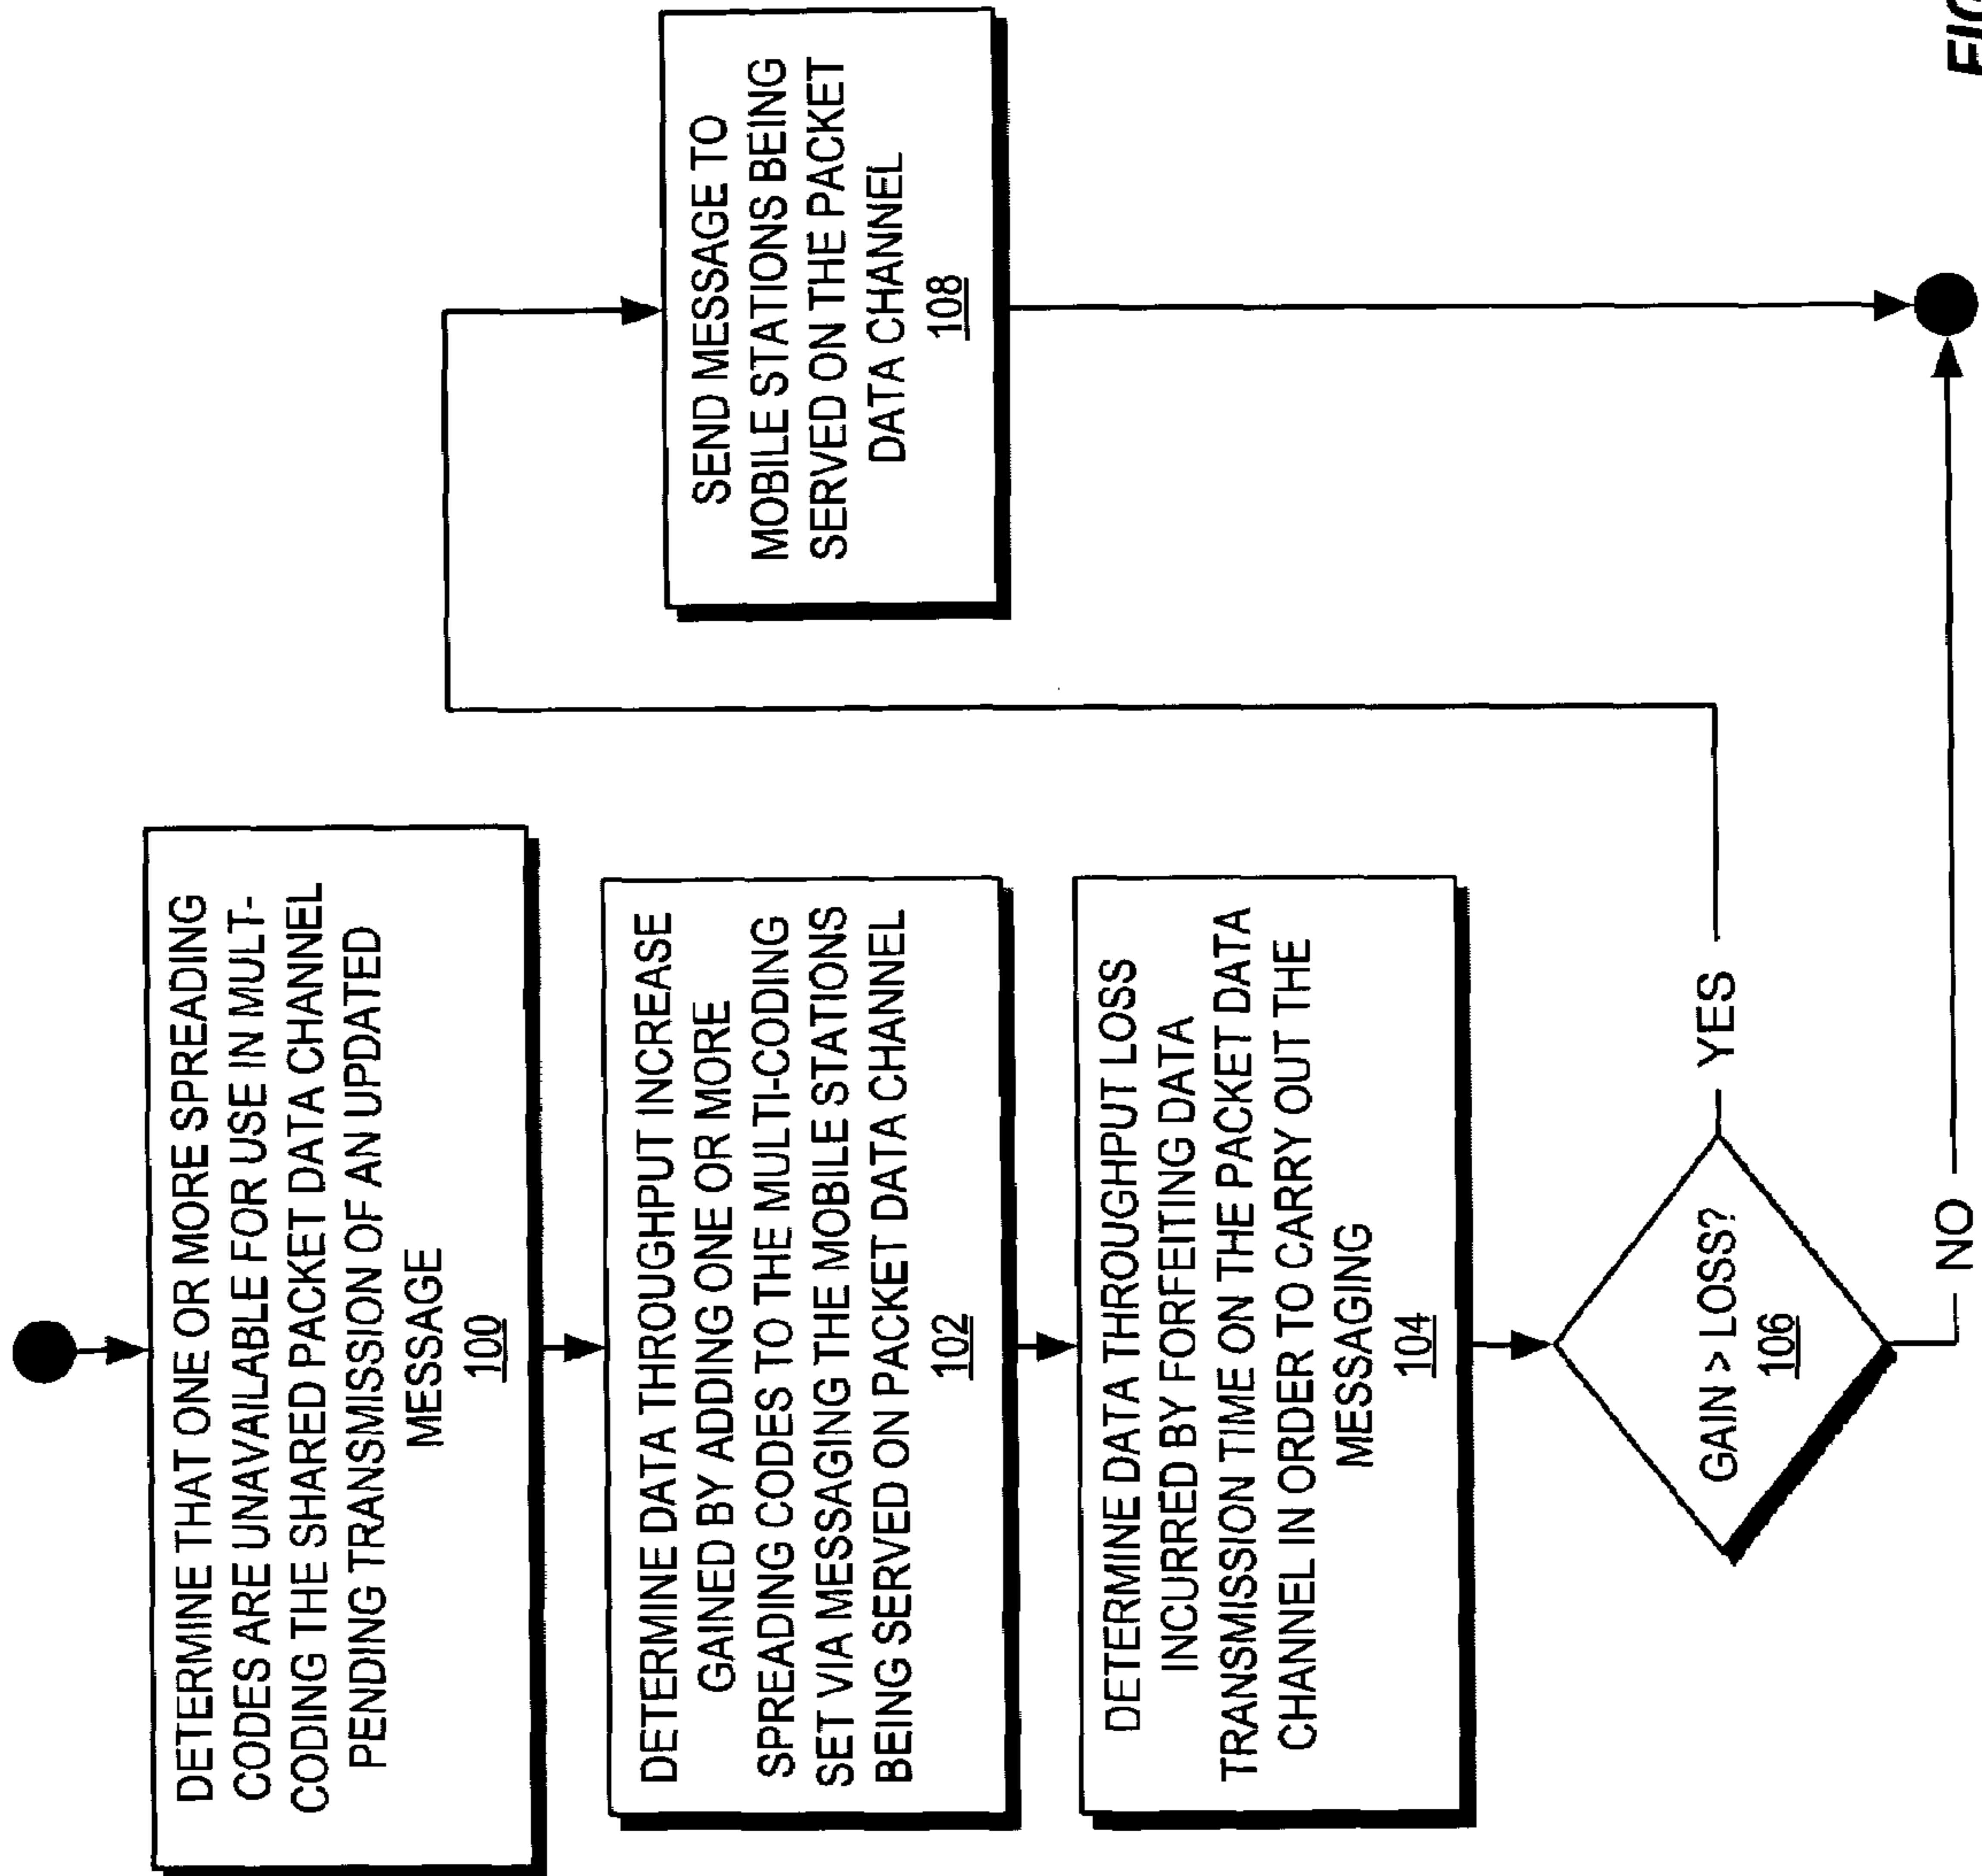 DETERMINE THAT ONE OR MORE SPREADING
CODES ARE UNAVAILABLE FOR USE IN MULT-
CODING THE SHARED PACKET DATA CHANNEL
PENDING TRANSMISSION OF AN UPDATED
MESSAGE
100
DETERMINE DATA THROUGHPUT INCREASE
GAINED BY ADDING ONE OR MORE
SPREADING CODES TO THE MULTI-CODING
SET VIA MESSAGING THE MOBILE STATIONS
BEING SERVED ON PACKET DATA CHANNEL
102
DETERMINE DATA THROUGHPUT LOSS
INCURRED BY FORFEITING DATA
TRANSMISSION TIME ON THE PACKET DATA
CHANNEL IN ORDER TO CARRY OUT THE
MESSAGING
104
GAIN > LOSS?
106
YES
NO
SEND MESSAGE TO
MOBILE STATIONS BEING
SERVED ON THE PACKET
DATA CHANNEL
108